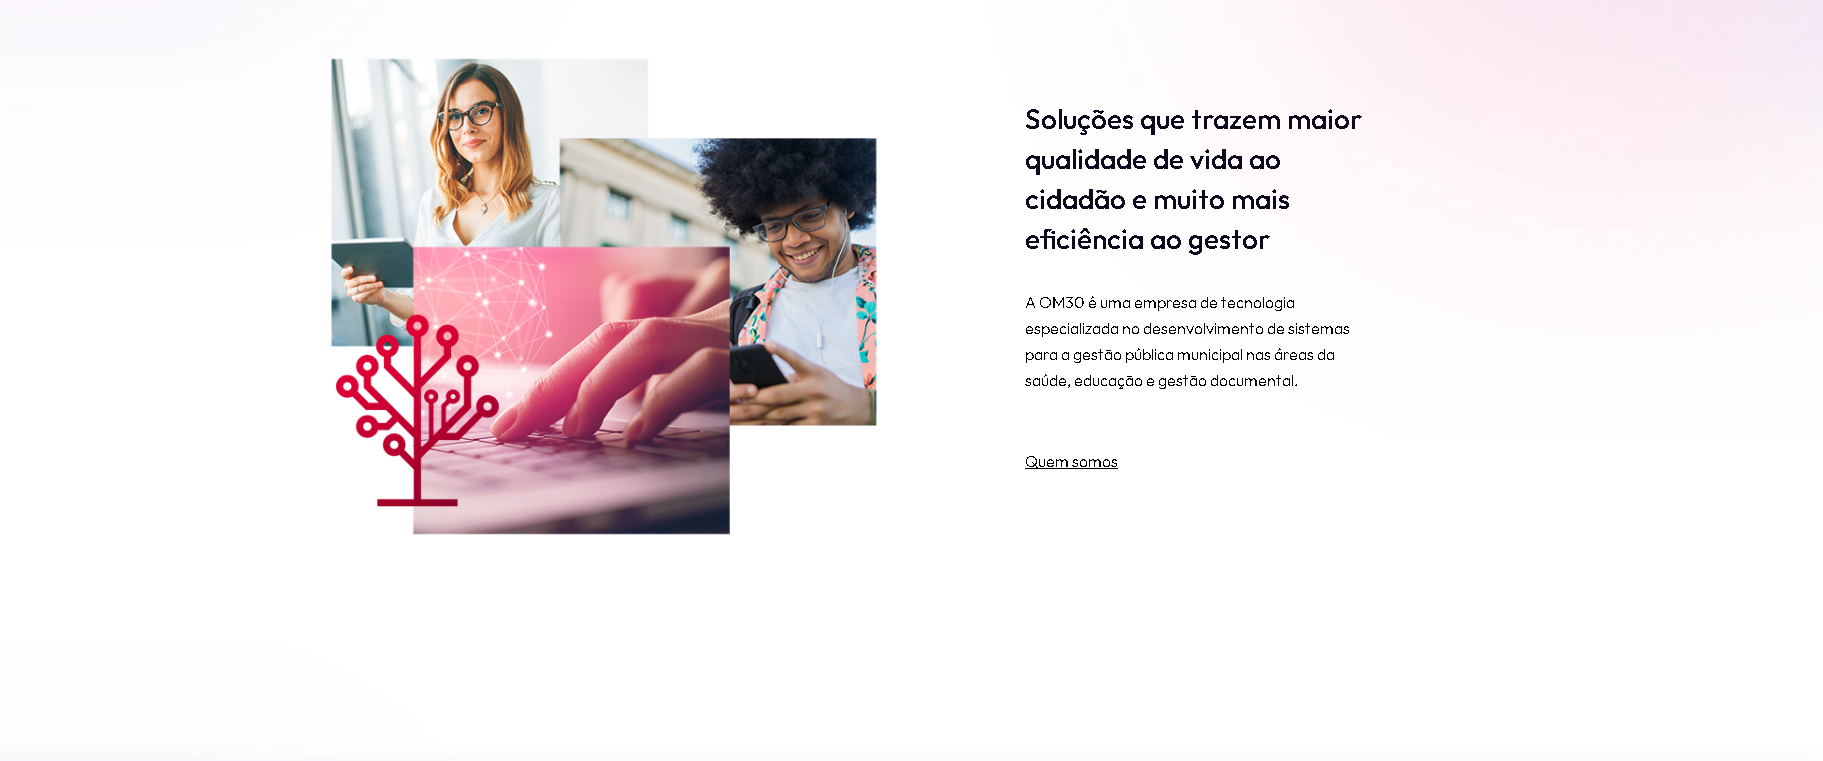 Soluções que trazem maior
qualidade de vida ao
cidadão e muito mais
eficiência ao gestor
A OM30 é uma empresa de tecnologia
especializada no desenvolvimento de sistemas
para a gestão pública municipal nas áreas da
saúde, educação e gestão documental.
Quem somos